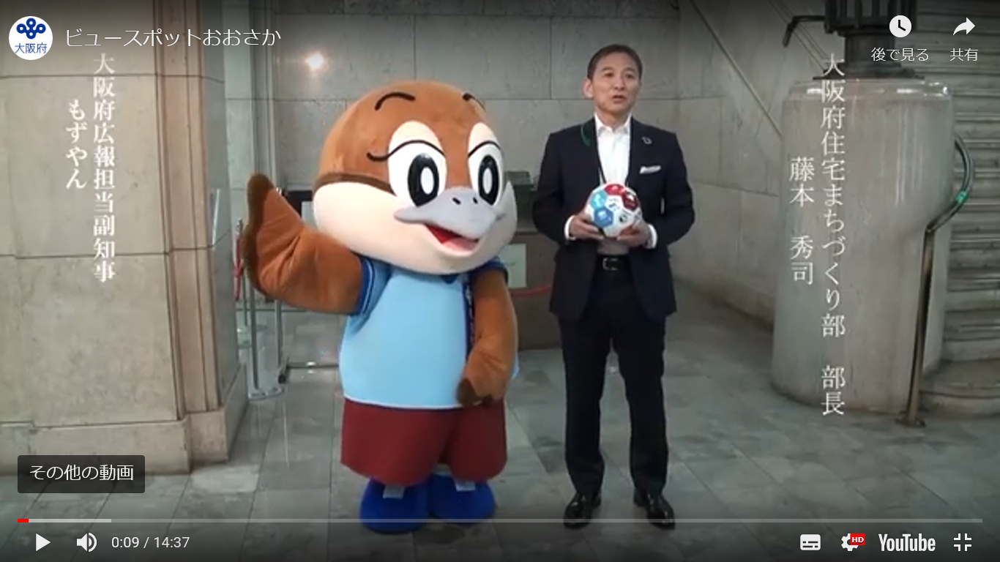 大阪府
ビュースポットおおさか
後で見る
共有
大阪府広報担当副知事
もずやん
大阪府住宅まちづくり部　部長
藤本　秀司
その他の動画
0:09 / 14:37
HD
YouTube